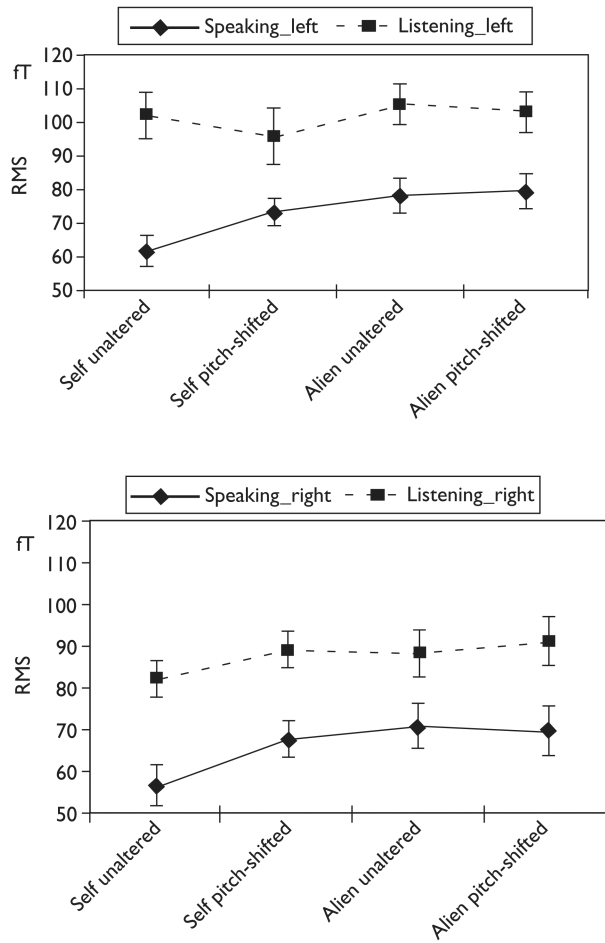 Speaking_left Listening_left
fT
120
110
100
90
80
70
60
50
RMS
Self unaltered
Self pitch-shifted
Alien unaltered
Alien pitch-shifted
Speaking_right Listening_right
fT
120
110
100
90
80
70
60
50
RMS
Self unaltered
Self pitch-shifted
Alien unaltered
Alien pitch-shifted